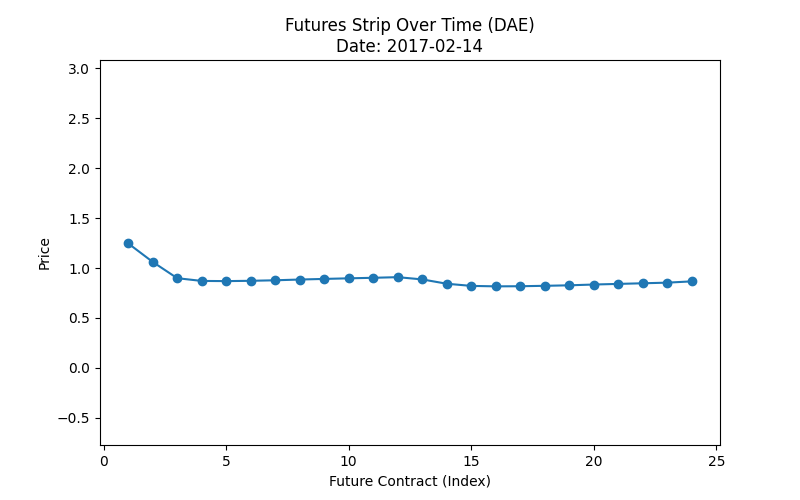 Futures Strip Over Time (DAE)
Date: 2017-02-14
Price
3.0
2.5
2.0
1.5
1.0
0.5
0.0
−0.5
0 5 10 15 20 25
Future Contract (Index)